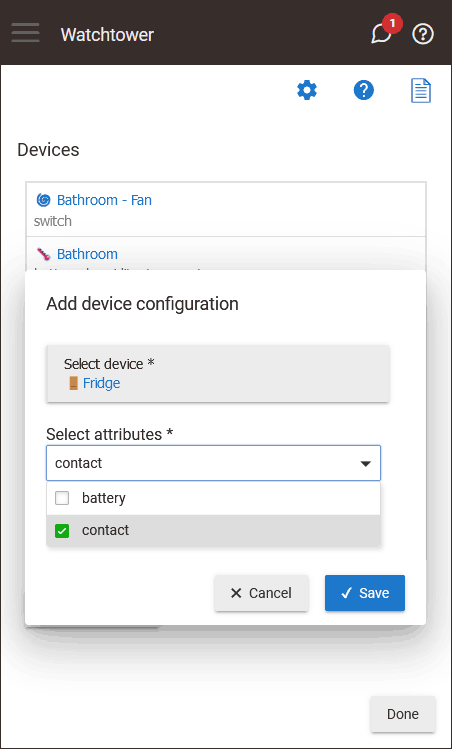 Watchtower
1
Devices
Bathroom - Fan
switch
Bathroom
Add device configuration
Select device *
Fridge
Select attributes *
contact
battery
contact
Cancel
Save
Done